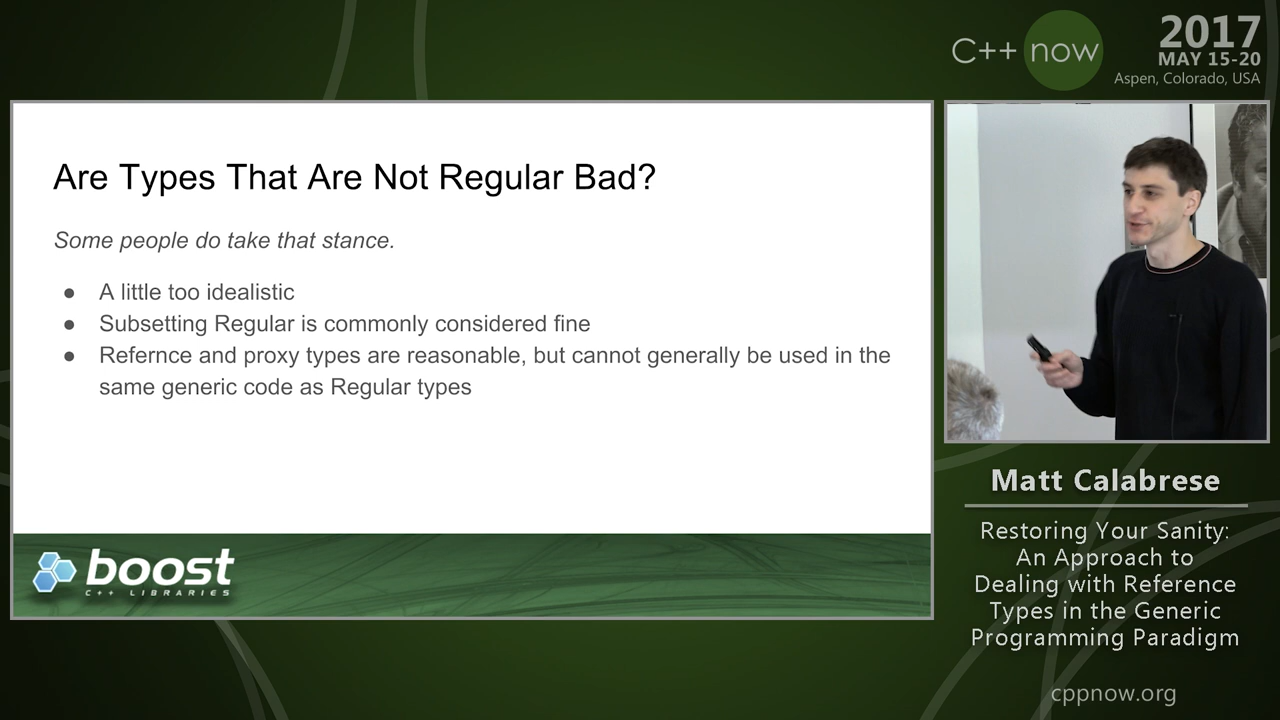 C++ now
2017
MAY 15-20
Aspen, Colorado, USA
Are Types That Are Not Regular Bad?
Some people do take that stance.
● A little too idealistic
● Subsetting Regular is commonly considered fine
● Refernce and proxy types are reasonable, but cannot generally be used in the
same generic code as Regular types
boost
C++ LIBRARIES
Matt Calabrese
Restoring Your Sanity:
An Approach to
Dealing with Reference
Types in the Generic
Programming Paradigm
cppnow.org